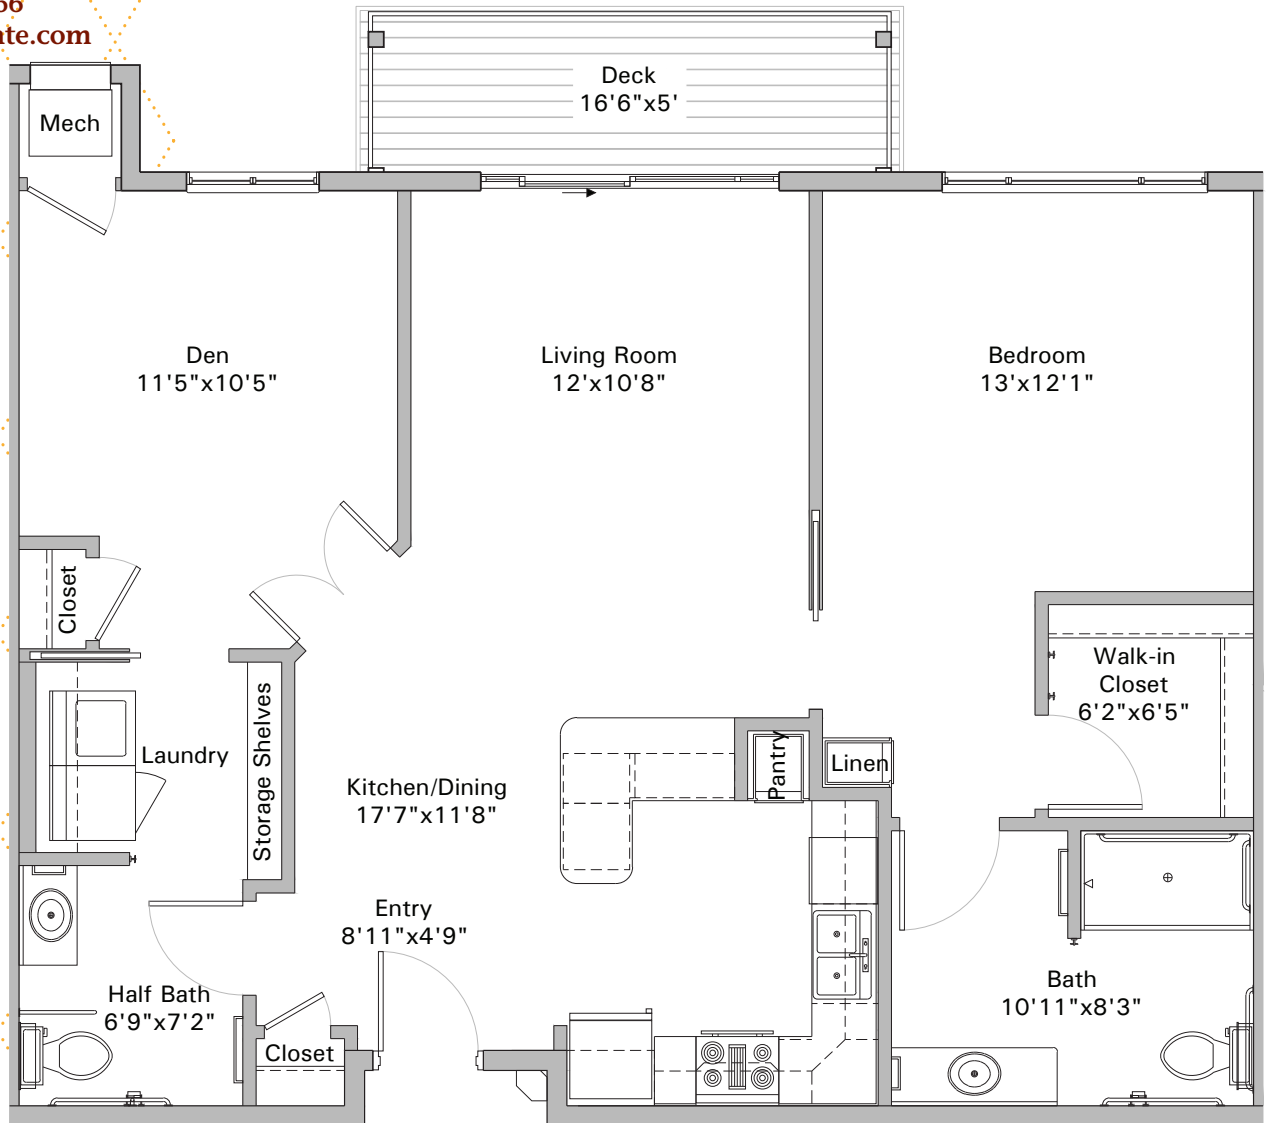 66
ate.com
Deck
16'6"x5'
Mech
Den
11'5"x10'5"
Living Room
12'x10'8"
Bedroom
13'x12'1"
Closet
Walk-in
Closet
6'2"x6'5"
Laundry
Storage Shelves
Kitchen/Dining
17'7"x11'8"
Pantry
Linen
Entry
8'11"x4'9"
Half Bath
6'9"x7'2"
Closet
Bath
10'11"x8'3"